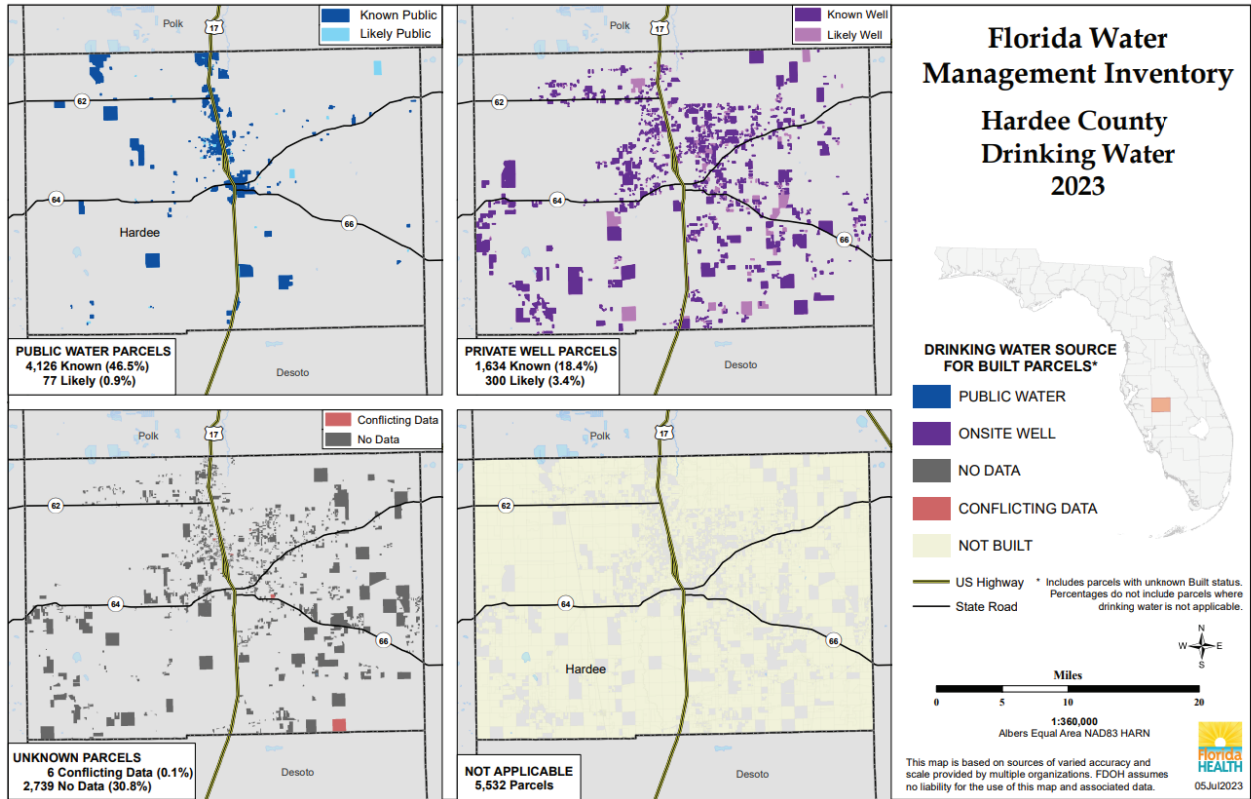 Polk
17
Known Public
Likely Public
62
64
66
Hardee
PUBLIC WATER PARCELS
4,126 Known (46.5%)
77 Likely (0.9%)
Desoto
Polk
17
Known Well
Likely Well
62
64
66
PRIVATE WELL PARCELS
1,634 Known (18.4%)
300 Likely (3.4%)
Desoto
Polk
17
Conflicting Data
No Data
62
64
66
UNKNOWN PARCELS
6 Conflicting Data (0.1%)
2,739 No Data (30.8%)
Desoto
Polk
17
62
64
66
Hardee
NOT APPLICABLE
5,532 Parcels
Desoto
Florida Water
Management Inventory
Hardee County
Drinking Water
2023
DRINKING WATER SOURCE
FOR BUILT PARCELS*
PUBLIC WATER
ONSITE WELL
NO DATA
CONFLICTING DATA
NOT BUILT
US Highway
State Road
* Includes parcels with unknown Built status.
Percentages do not include parcels where
drinking water is not applicable.
N
W E
S
Miles
0 5 10 20
1:360,000
Albers Equal Area NAD83 HARN
This map is based on sources of varied accuracy and
scale provided by multiple organizations. FDOH assumes
no liability for the use of this map and associated data.
Florida
HEALTH
05Jul2023